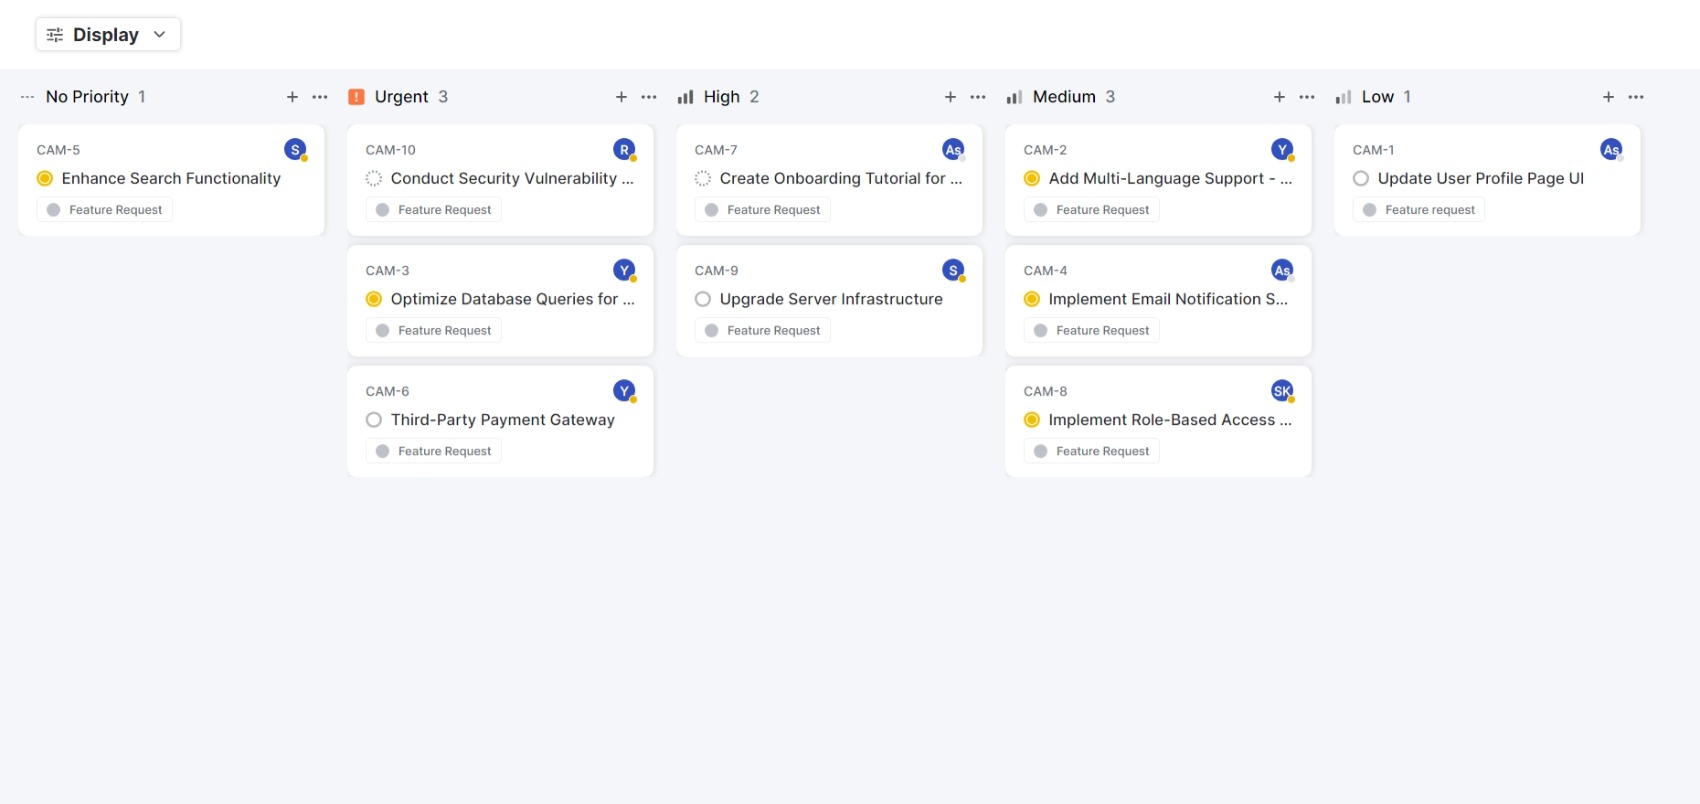 Display
No Priority 1
CAM-5 S
Enhance Search Functionality
Feature Request
Urgent 3
CAM-10 R
Conduct Security Vulnerability ...
Feature Request
CAM-3 Y
Optimize Database Queries for ...
Feature Request
CAM-6 Y
Third-Party Payment Gateway
Feature Request
High 2
CAM-7 As
Create Onboarding Tutorial for ...
Feature Request
CAM-9 S
Upgrade Server Infrastructure
Feature Request
Medium 3
CAM-2 Y
Add Multi-Language Support - ...
Feature Request
CAM-4 As
Implement Email Notification S...
Feature Request
CAM-8 SK
Implement Role-Based Access ...
Feature Request
Low 1
CAM-1 As
Update User Profile Page UI
Feature request